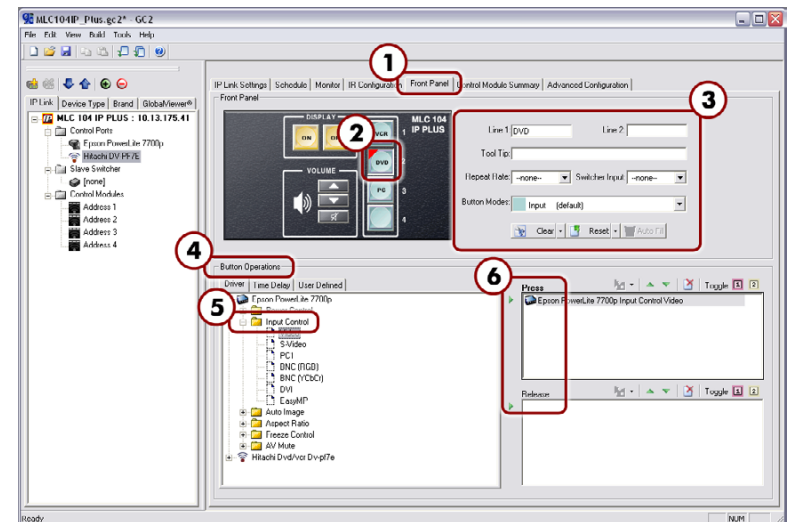 MLC104IP_Plus.gc2* - GC2
File Edit View Build Tools Help
IP Link Device Type Brand GlobalViewer®
MLC 104 IP PLUS : 10.13.175.41
Control Ports
Epson PowerLite 7700p
Hitachi DV PF7E
Slave Switcher
[none]
Control Modules
Address 1
Address 2
Address 3
Address 4
1
IP Link Settings Schedule Monitor IR Configuration Front Panel Control Module Summary Advanced Configuration
Front Panel
DISPLAY
ON
MLC 104
IP PLUS
VCR 1
2
DVD 2
VOLUME
PC 3
4
3
Line 1: DVD Line 2:
Tool Tip:
Repeat Rate: --none-- Switcher Input: --none--
Button Modes: Input (default)
Clear Reset Auto Fill
4
Button Operations
Driver Time Delay User Defined
Epson PowerLite 7700p
Power Control
5
Input Control
Video
S-Video
PC1
BNC (RGB)
BNC (YCbCr)
DVI
EasyMP
Auto Image
Aspect Ratio
Freeze Control
AV Mute
Hitachi Dvd/vcr Dv-pf7e
6
Press Toggle 1 2
Epson PowerLite 7700p Input Control Video
Release Toggle 1 2
Ready NUM